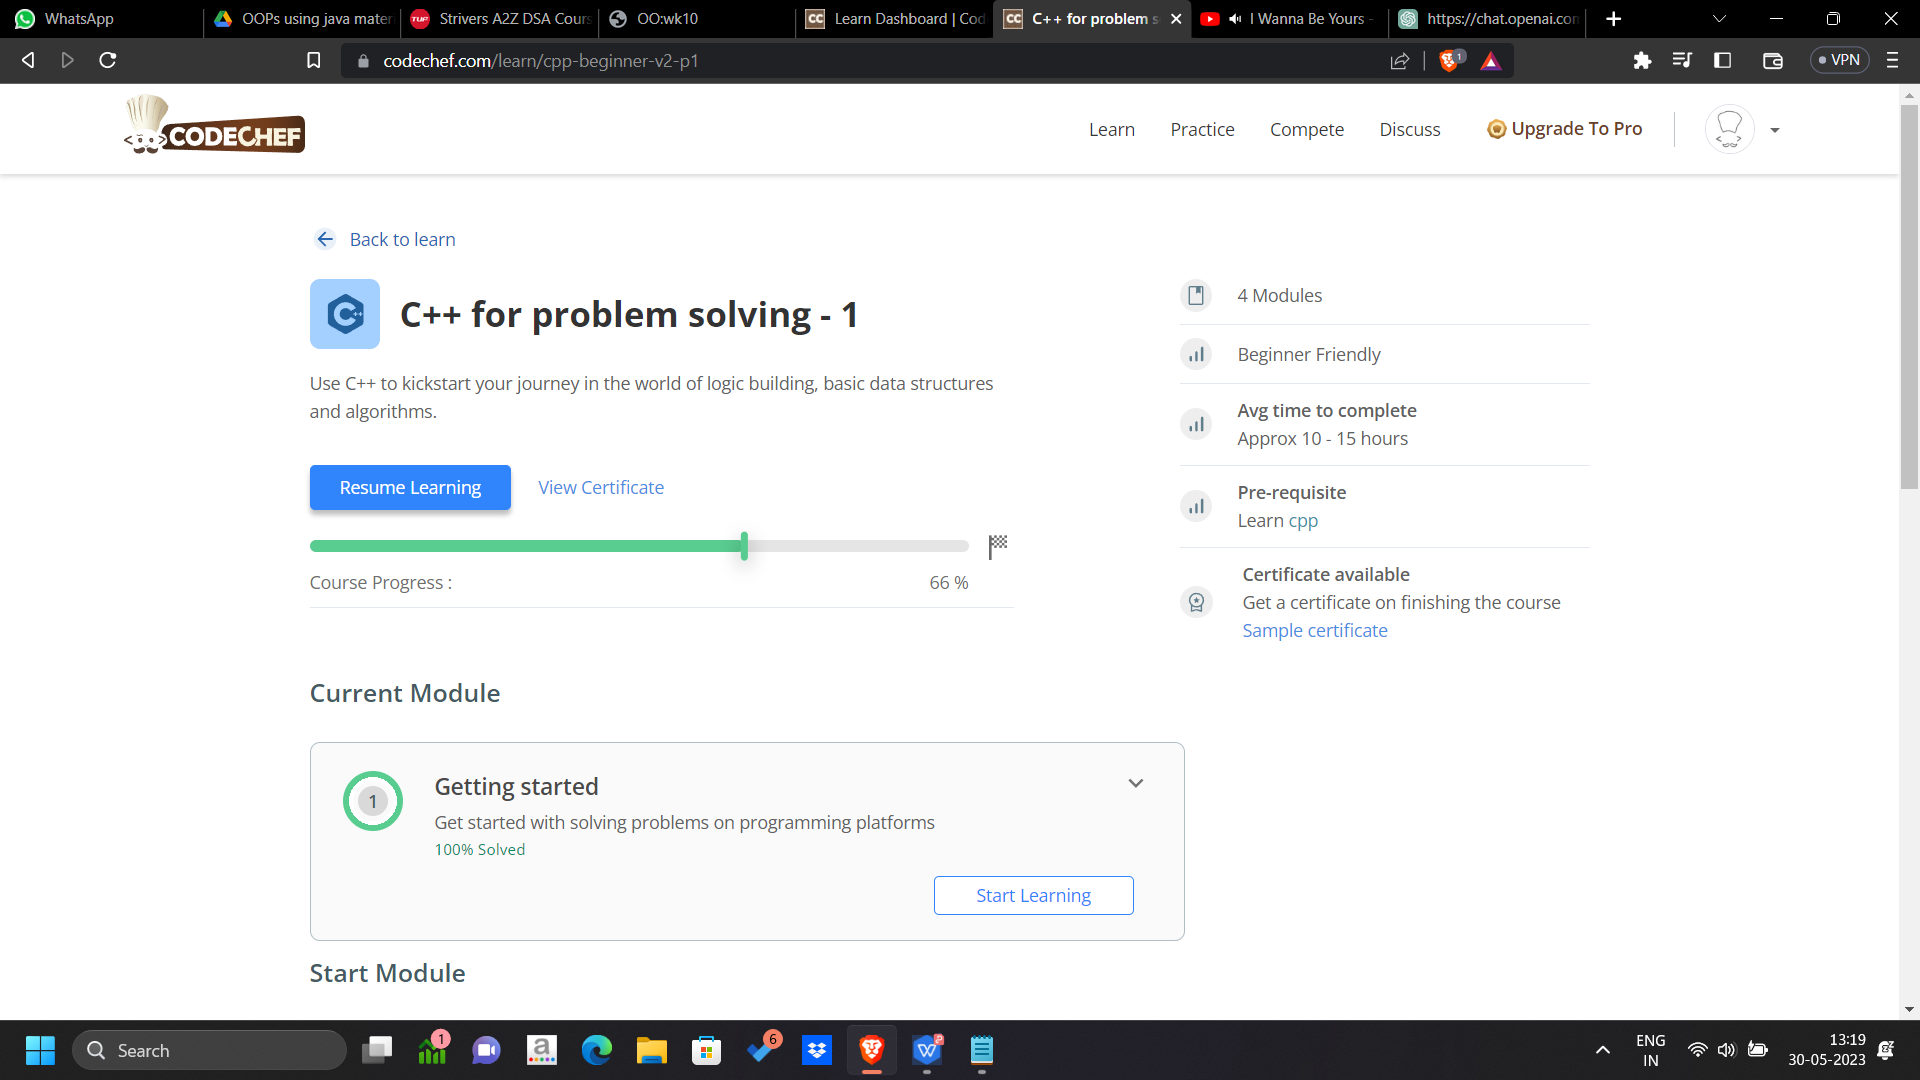 WhatsApp
OOPs using java mater
Strivers A2Z DSA Cours
OO:wk10
Learn Dashboard | Cod
C++ for problem s
I Wanna Be Yours -
https://chat.openai.con
codechef.com/learn/cpp-beginner-v2-p1
1
VPN
CODECHEF
Learn
Practice
Compete
Discuss
Upgrade To Pro
Back to learn
C++ for problem solving - 1
Use C++ to kickstart your journey in the world of logic building, basic data structures
and algorithms.
Resume Learning
View Certificate
Course Progress :
66 %
4 Modules
Beginner Friendly
Avg time to complete
Approx 10 - 15 hours
Pre-requisite
Learn cpp
Certificate available
Get a certificate on finishing the course
Sample certificate
Current Module
1
Getting started
Get started with solving problems on programming platforms
100% Solved
Start Learning
Start Module
Search
1
6
ENG
IN
13:19
30-05-2023